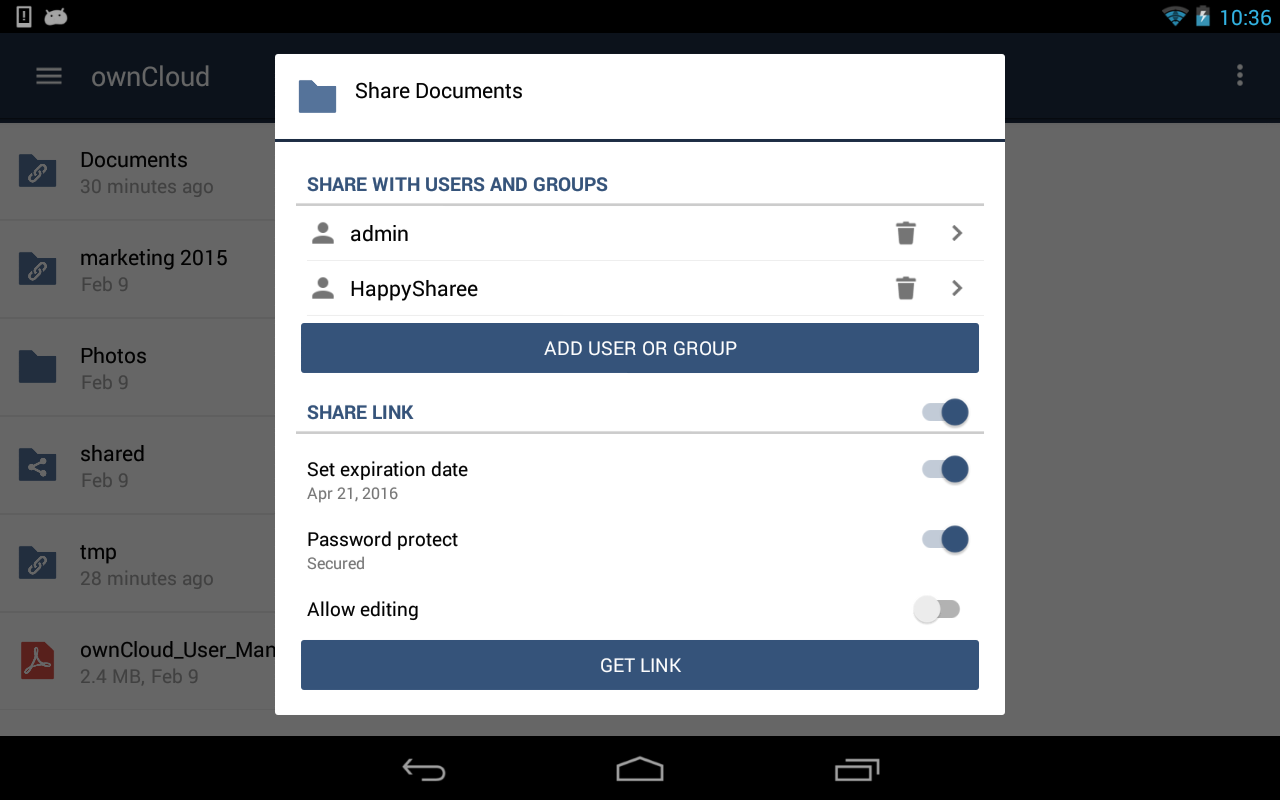 10:36
ownCloud
Documents
30 minutes ago
marketing 2015
Feb 9
Photos
Feb 9
shared
Feb 9
tmp
28 minutes ago
ownCloud_User_Man
2.4 MB, Feb 9
Share Documents
SHARE WITH USERS AND GROUPS
admin
HappySharee
ADD USER OR GROUP
SHARE LINK
Set expiration date
Apr 21, 2016
Password protect
Secured
Allow editing
GET LINK